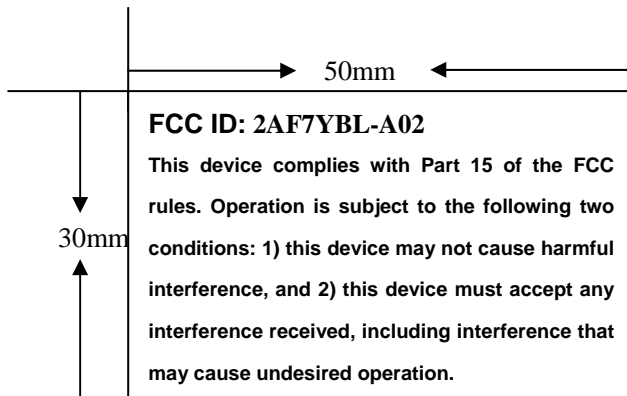 50mm
FCC ID: 2AF7YBL-A02
This device complies with Part 15 of the FCC
rules. Operation is subject to the following two
30mm
conditions: 1) this device may not cause harmful
interference, and 2) this device must accept any
interference received, including interference that
may cause undesired operation.